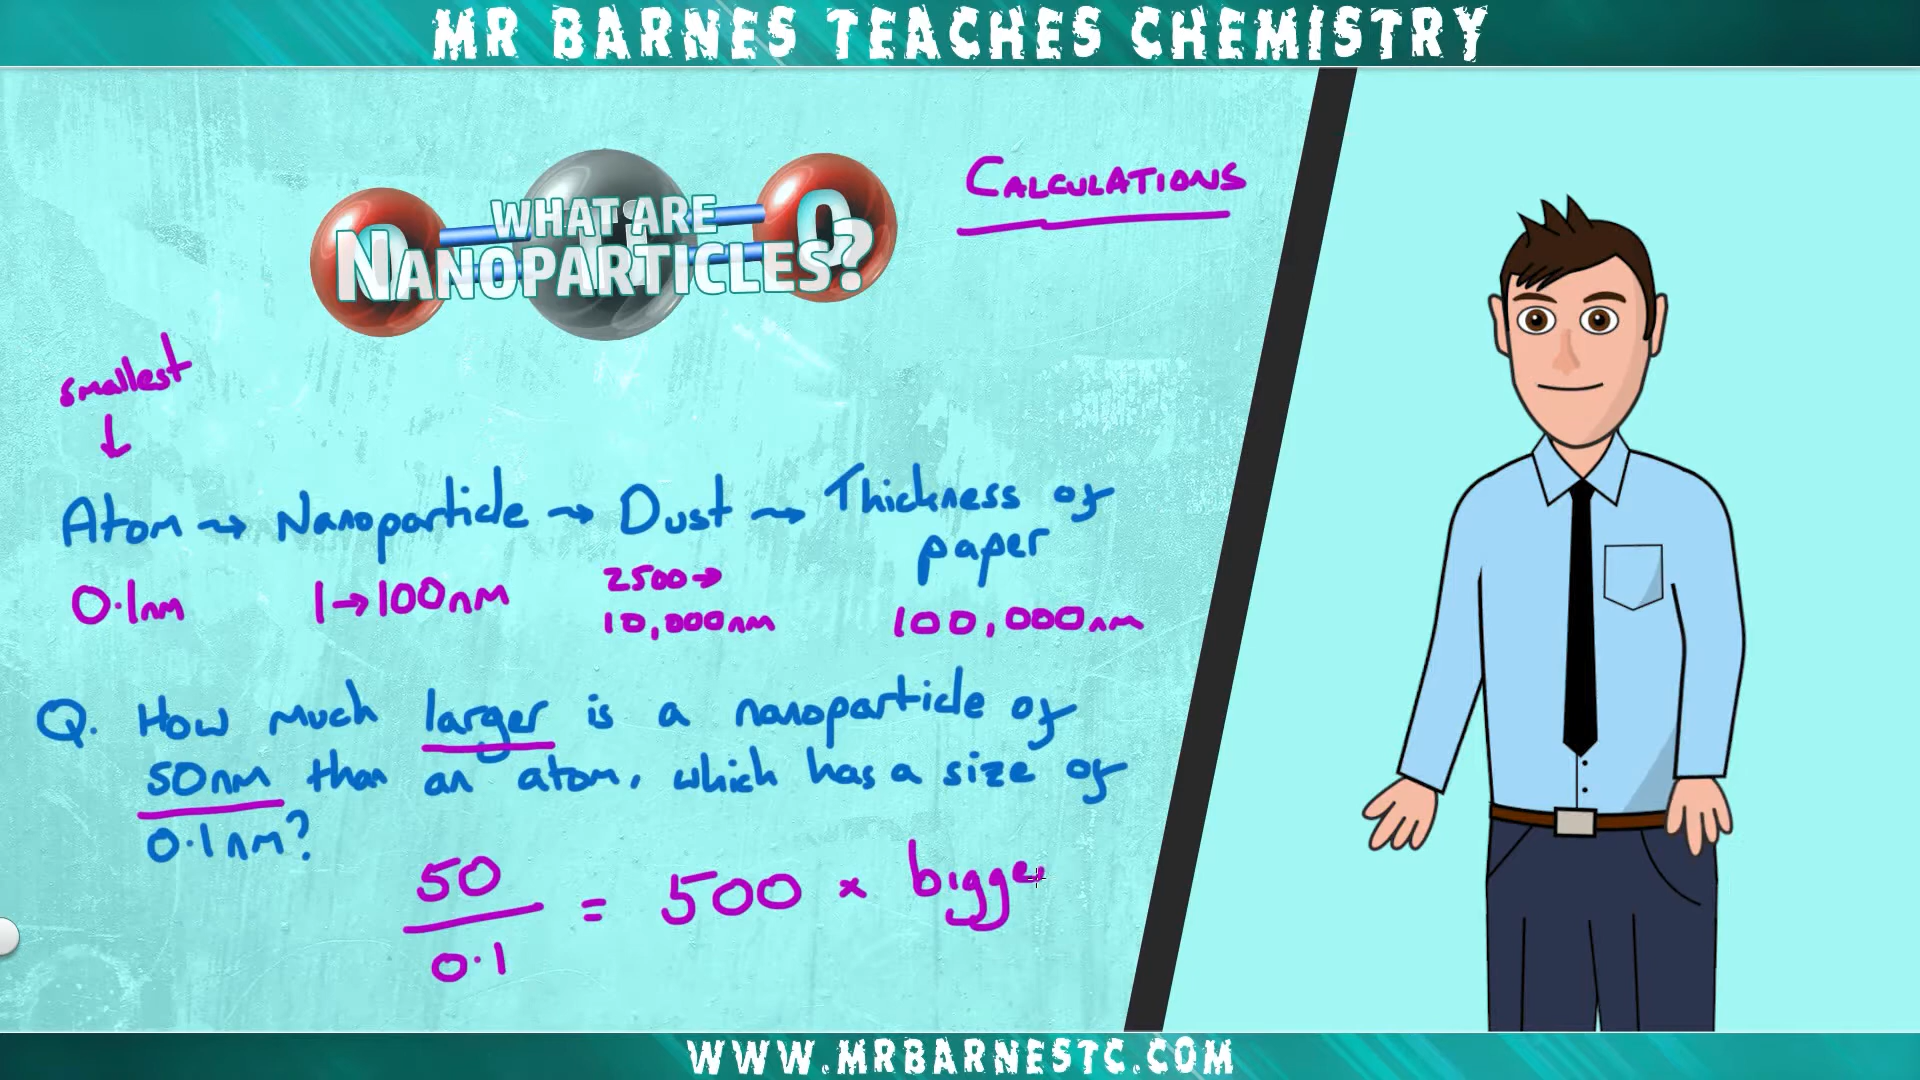 MR BARNES TEACHES CHEMISTRY
WHAT ARE
NANOPARTICLES?
CALCULATIONS
smallest
↓
Atom → Nanoparticle → Dust → Thickness of
paper
0.1nm 1→100nm 2500→
10,000nm 100,000nm
Q. How much larger is a nanoparticle of
50nm than an atom, which has a size of
0.1nm?
50
0.1
= 500 × bigge
WWW.MRBARNESTC.COM